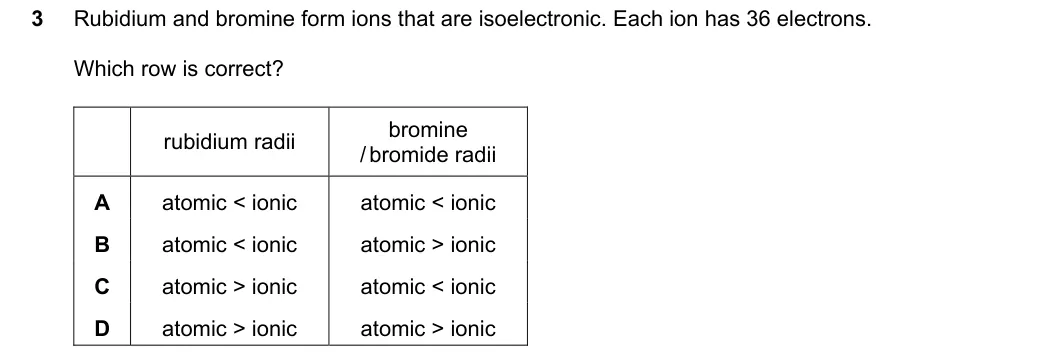 3 Rubidium and bromine form ions that are isoelectronic. Each ion has 36 electrons.
Which row is correct?
rubidium radii
bromine
/ bromide radii
A atomic < ionic atomic < ionic
B atomic < ionic atomic > ionic
C atomic > ionic atomic < ionic
D atomic > ionic atomic > ionic